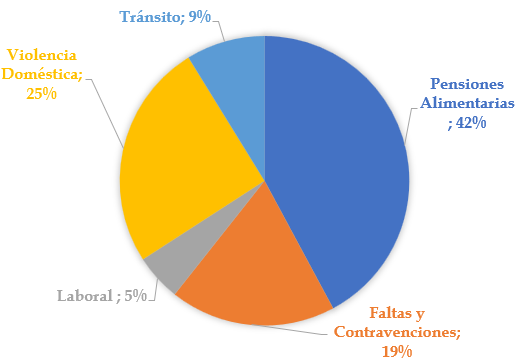 Tránsito; 9%
Violencia
Doméstica;
25%
Pensiones
Alimentarias
; 42%
Laboral ; 5%
Faltas y
Contravenciones;
19%